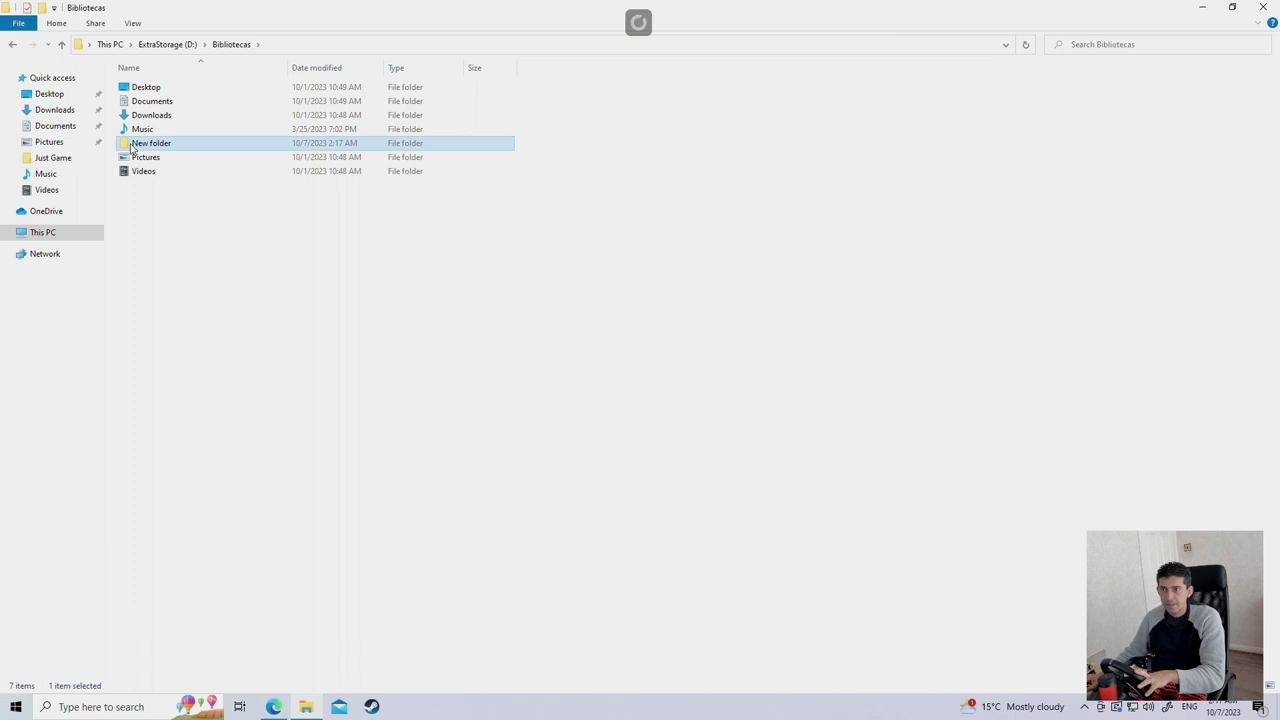 Bibliotecas
File
Home
Share
View
This PC
ExtraStorage (D:)
Bibliotecas
Search Bibliotecas
Name
Date modified
Type
Size
Quick access
Desktop
Downloads
Documents
Pictures
Just Game
Music
Videos
OneDrive
This PC
Network
Desktop 10/1/2023 10:49 AM File folder
Documents 10/1/2023 10:49 AM File folder
Downloads 10/1/2023 10:48 AM File folder
Music 3/25/2023 7:02 PM File folder
New folder 10/7/2023 2:17 AM File folder
Pictures 10/1/2023 10:48 AM File folder
Videos 10/1/2023 10:48 AM File folder
7 items
1 item selected
Type here to search
15°C Mostly cloudy
ENG
2:17 AM
10/7/2023